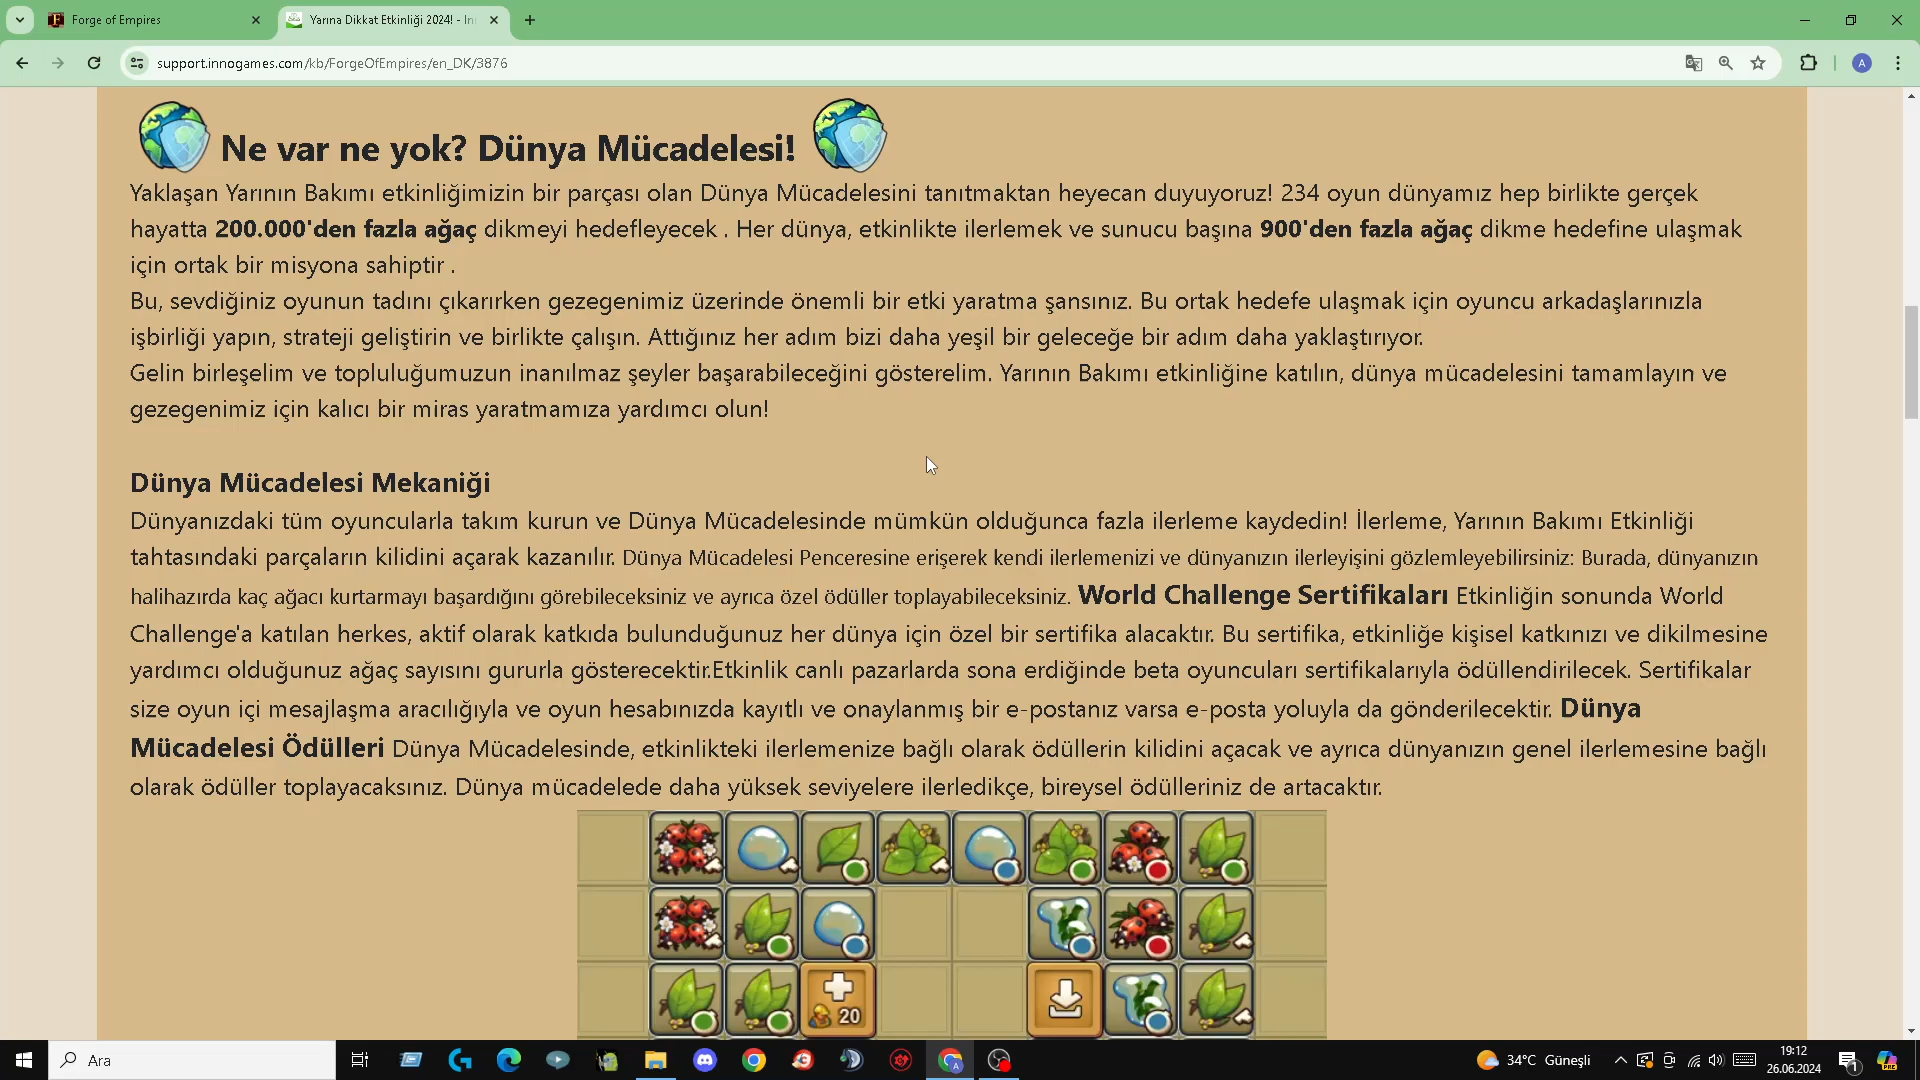 Forge of Empires
Yarına Dikkat Etkinliği 2024! - In
support.innogames.com/kb/ForgeOfEmpires/en_DK/3876
A
Ne var ne yok? Dünya Mücadelesi!
Yaklaşan Yarının Bakımı etkinliğimizin bir parçası olan Dünya Mücadelesini tanıtmaktan heyecan duyuyoruz! 234 oyun dünyamız hep birlikte gerçek
hayatta 200.000'den fazla ağaç dikmeyi hedefleyecek . Her dünya, etkinlikte ilerlemek ve sunucu başına 900'den fazla ağaç dikme hedefine ulaşmak
için ortak bir misyona sahiptir .
Bu, sevdiğiniz oyunun tadını çıkarırken gezegenimiz üzerinde önemli bir etki yaratma şansınız. Bu ortak hedefe ulaşmak için oyuncu arkadaşlarınızla
işbirliği yapın, strateji geliştirin ve birlikte çalışın. Attığınız her adım bizi daha yeşil bir geleceğe bir adım daha yaklaştırıyor.
Gelin birleşelim ve topluluğumuzun inanılmaz şeyler başarabileceğini gösterelim. Yarının Bakımı etkinliğine katılın, dünya mücadelesini tamamlayın ve
gezegenimiz için kalıcı bir miras yaratmamıza yardımcı olun!
Dünya Mücadelesi Mekaniği
Dünyanızdaki tüm oyuncularla takım kurun ve Dünya Mücadelesinde mümkün olduğunca fazla ilerleme kaydedin! İlerleme, Yarının Bakımı Etkinliği
tahtasındaki parçaların kilidini açarak kazanılır. Dünya Mücadelesi Penceresine erişerek kendi ilerlemenizi ve dünyanızın ilerleyişini gözlemleyebilirsiniz: Burada, dünyanızın
halihazırda kaç ağacı kurtarmayı başardığını görebileceksiniz ve ayrıca özel ödüller toplayabileceksiniz. World Challenge Sertifikaları Etkinliğin sonunda World
Challenge'a katılan herkes, aktif olarak katkıda bulunduğunuz her dünya için özel bir sertifika alacaktır. Bu sertifika, etkinliğe kişisel katkınızı ve dikilmesine
yardımcı olduğunuz ağaç sayısını gururla gösterecektir.Etkinlik canlı pazarlarda sona erdiğinde beta oyuncuları sertifikalarıyla ödüllendirilecek. Sertifikalar
size oyun içi mesajlaşma aracılığıyla ve oyun hesabınızda kayıtlı ve onaylanmış bir e-postanız varsa e-posta yoluyla da gönderilecektir. Dünya
Mücadelesi Ödülleri Dünya Mücadelesinde, etkinlikteki ilerlemenize bağlı olarak ödüllerin kilidini açacak ve ayrıca dünyanızın genel ilerlemesine bağlı
olarak ödüller toplayacaksınız. Dünya mücadelede daha yüksek seviyelere ilerledikçe, bireysel ödülleriniz de artacaktır.
20
Ara
34°C Güneşli
19:12
26.06.2024
1